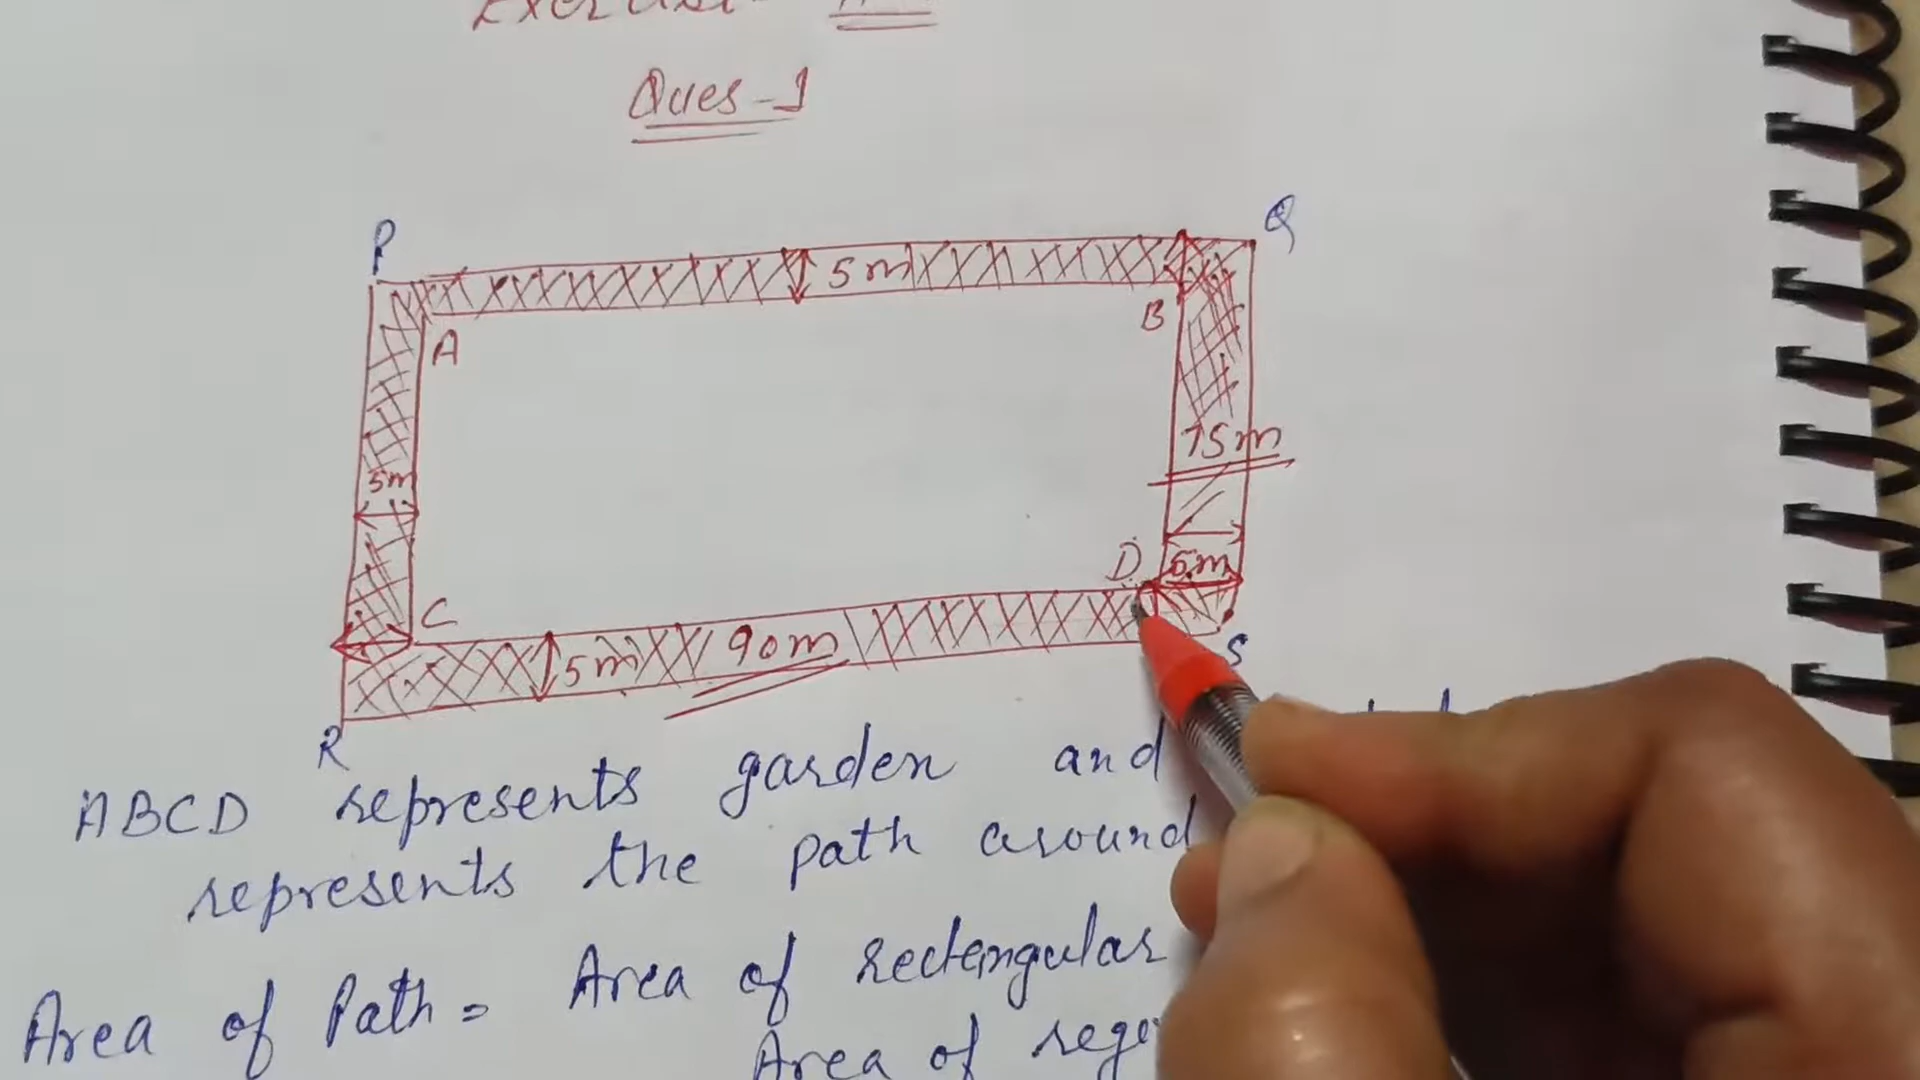 Ques-1
P
Q
5m
A
B
75m
5m
D 5m
C
5m 90m
S
R
ABCD represents garden and
represents the path around
Area of Path = Area of rectengular
Area of